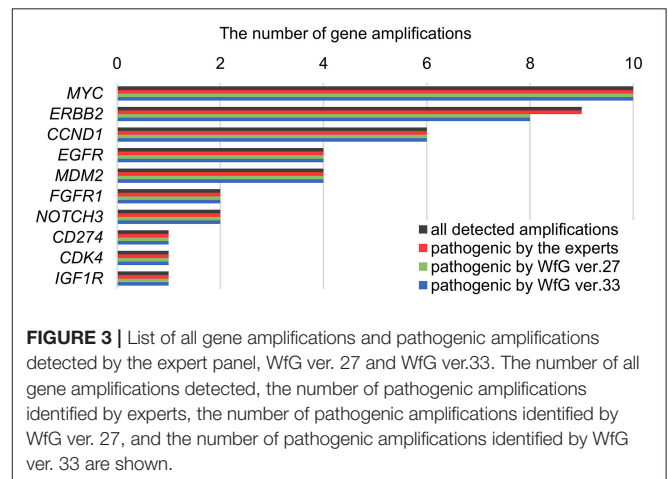 The number of gene amplifications
0 2 4 6 8 10
MYC
ERBB2
CCND1
EGFR
MDM2
FGFR1
NOTCH3
CD274
CDK4
IGF1R
all detected amplifications
pathogenic by the experts
pathogenic by WfG ver.27
pathogenic by WfG ver.33
FIGURE 3 | List of all gene amplifications and pathogenic amplifications
detected by the expert panel, WfG ver. 27 and WfG ver.33. The number of all
gene amplifications detected, the number of pathogenic amplifications
identified by experts, the number of pathogenic amplifications identified by
WfG ver. 27, and the number of pathogenic amplifications identified by WfG
ver. 33 are shown.